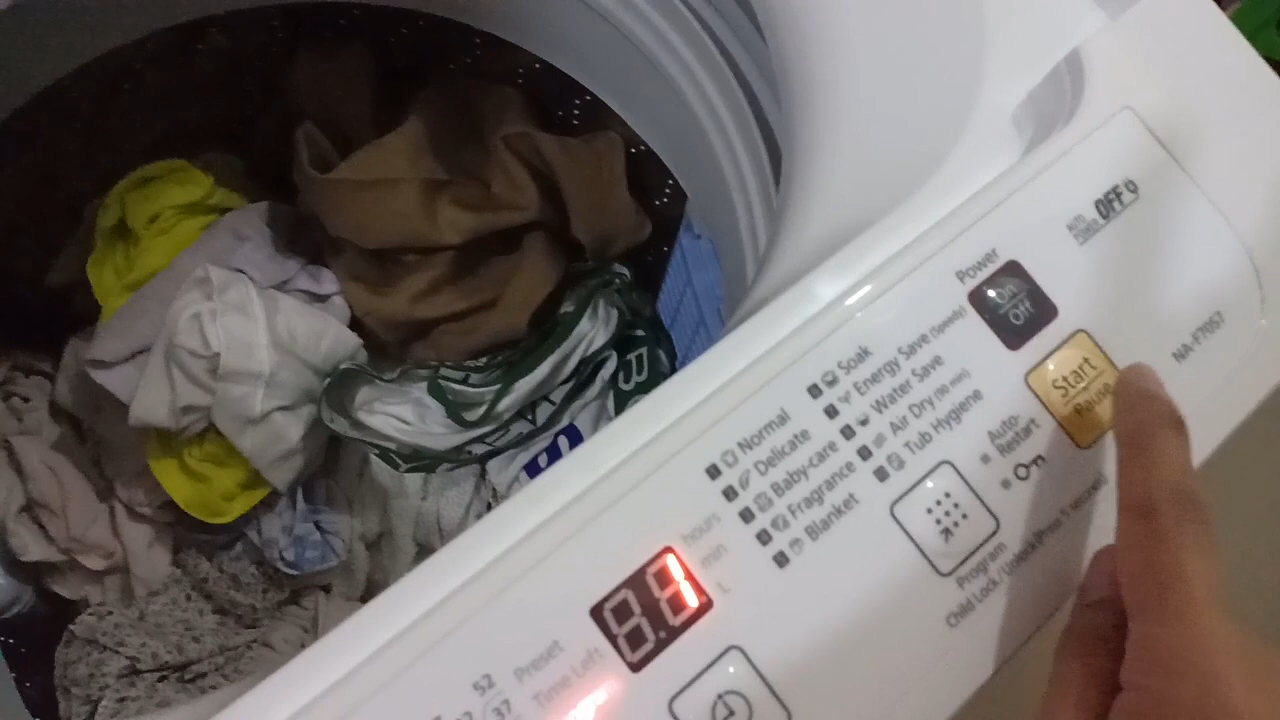 AUTO POWER OFF
Power
On
Off
NA-F7057
Start
Pause
Soak
Energy Save (Speedy)
Water Save
Air Dry (90 min)
Tub Hygiene
Normal
Delicate
Baby-care
Fragrance
Blanket
Auto-
Restart
Program
Child Lock/Unlock(Press 5 seconds)
hours
min
L
1
Preset
Time Left
52
37
B